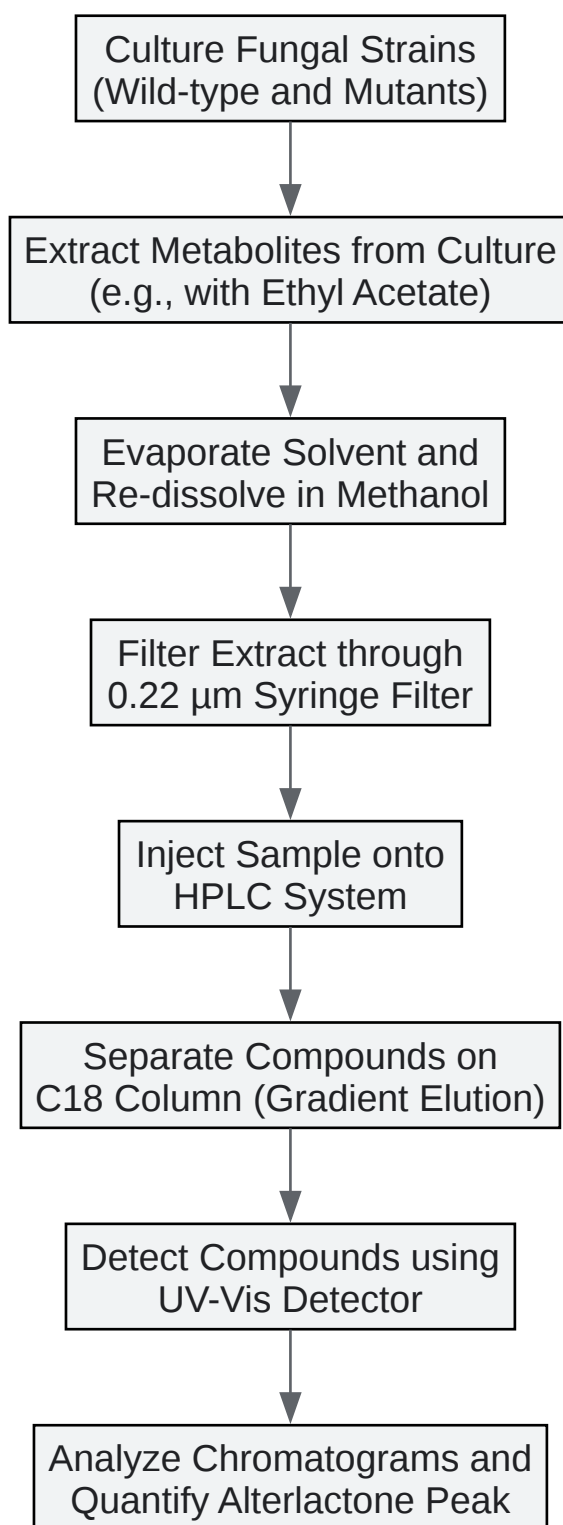 Culture Fungal Strains
(Wild-type and Mutants)
Extract Metabolites from Culture
(e.g., with Ethyl Acetate)
Evaporate Solvent and
Re-dissolve in Methanol
Filter Extract through
0.22 µm Syringe Filter
Inject Sample onto
HPLC System
Separate Compounds on
C18 Column (Gradient Elution)
Detect Compounds using
UV-Vis Detector
Analyze Chromatograms and
Quantify Alterlactone Peak